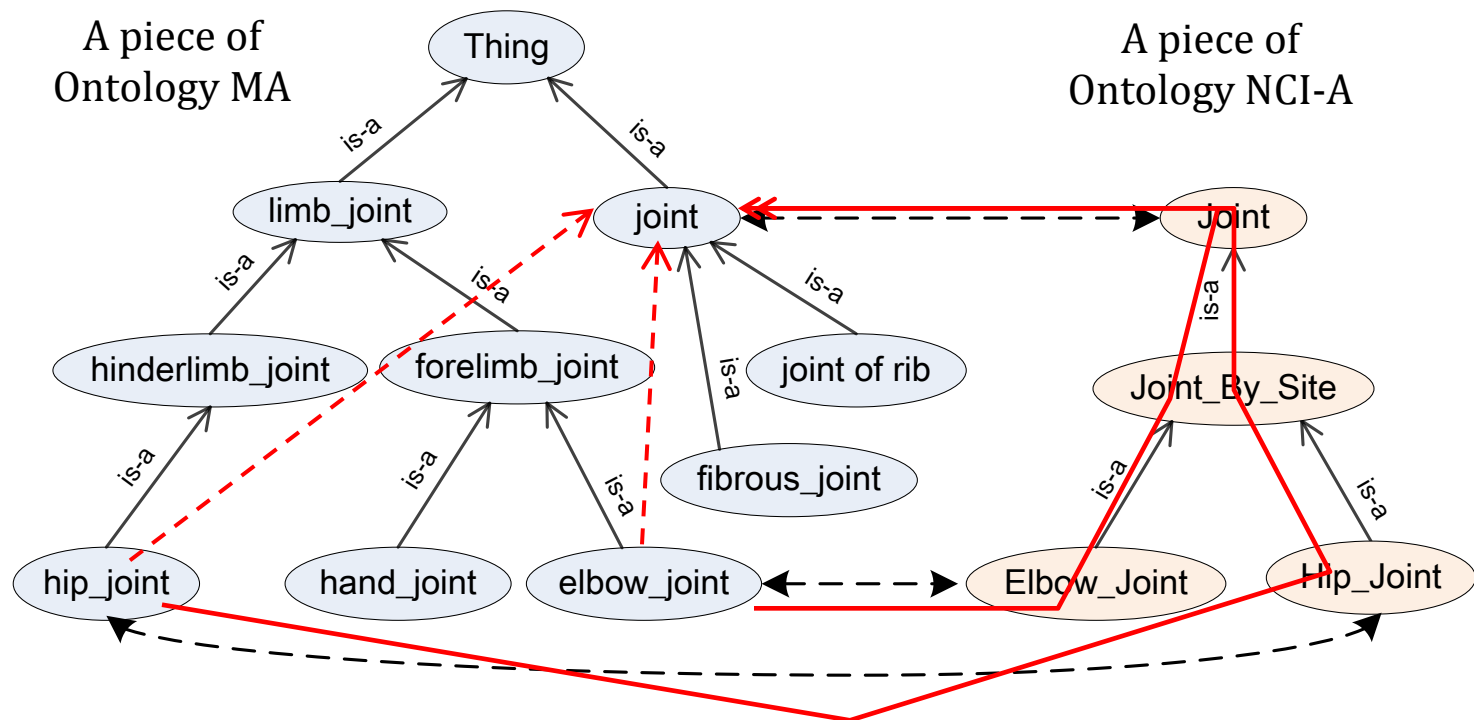 A piece of
Ontology MA
Thing
A piece of
Ontology NCI-A
is-a
is-a
limb_joint
joint
Joint
is-a
is-a
is-a
is-a
hinderlimb_joint
forelimb_joint
is-a
joint of rib
Joint_By_Site
is-a
is-a
is-a
fibrous_joint
is-a
is-a
hip_joint
hand_joint
elbow_joint
Elbow_Joint
Hip_Joint